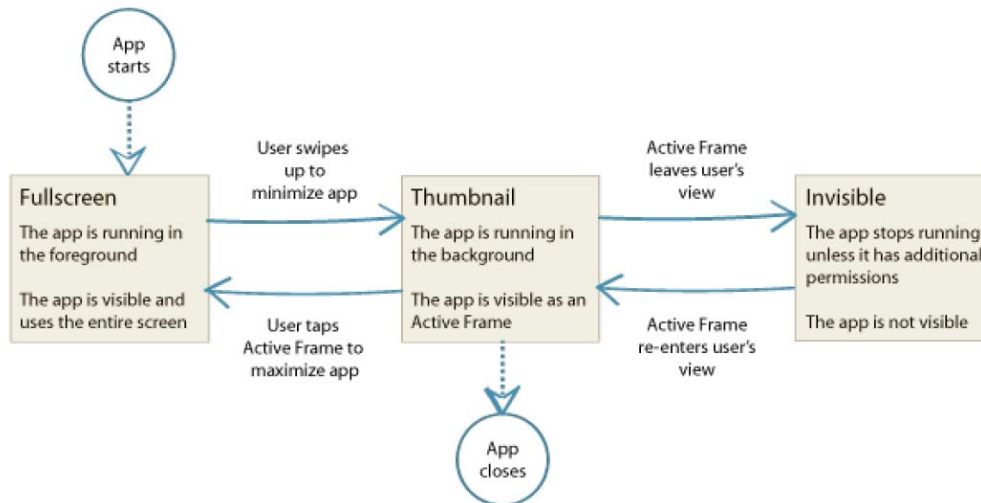 App
starts
User swipes
up to
minimize app
Active Frame
leaves user's
view
Fullscreen
The app is running in
the foreground
The app is visible and
uses the entire screen
Thumbnail
The app is running in
the background
The app is visible as an
Active Frame
Invisible
The app stops running
unless it has additional
permissions
The app is not visible
User taps
Active Frame to
maximize app
Active Frame
re-enters user's
view
App
closes